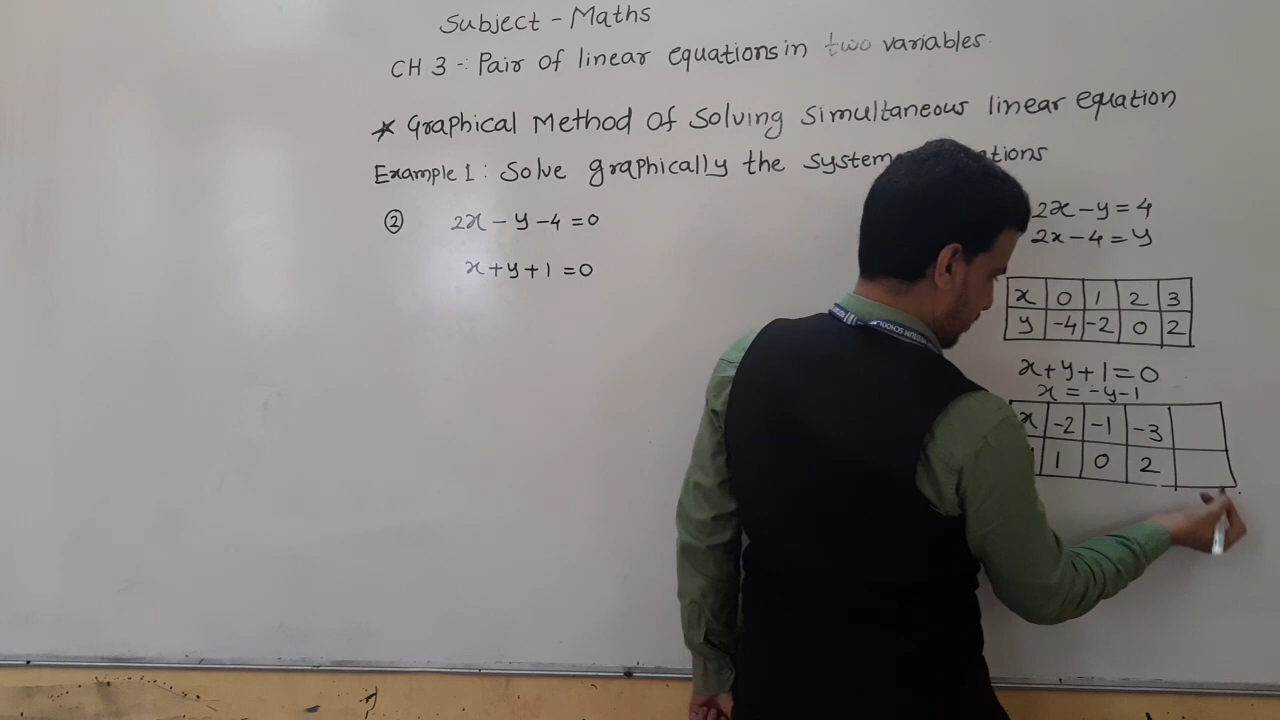 Subject - Maths
CH 3 -: Pair of linear equations in two variables.
* Graphical Method Of Solving Simultaneous linear equation
Example 1 : Solve graphically the system
② 2x - y - 4 = 0
x + y + 1 = 0
2x - y = 4
2x - 4 = y
x 0 1 2 3
y -4 -2 0 2
x + y + 1 = 0
x = -y - 1
x -2 -1 -3
1 0 2